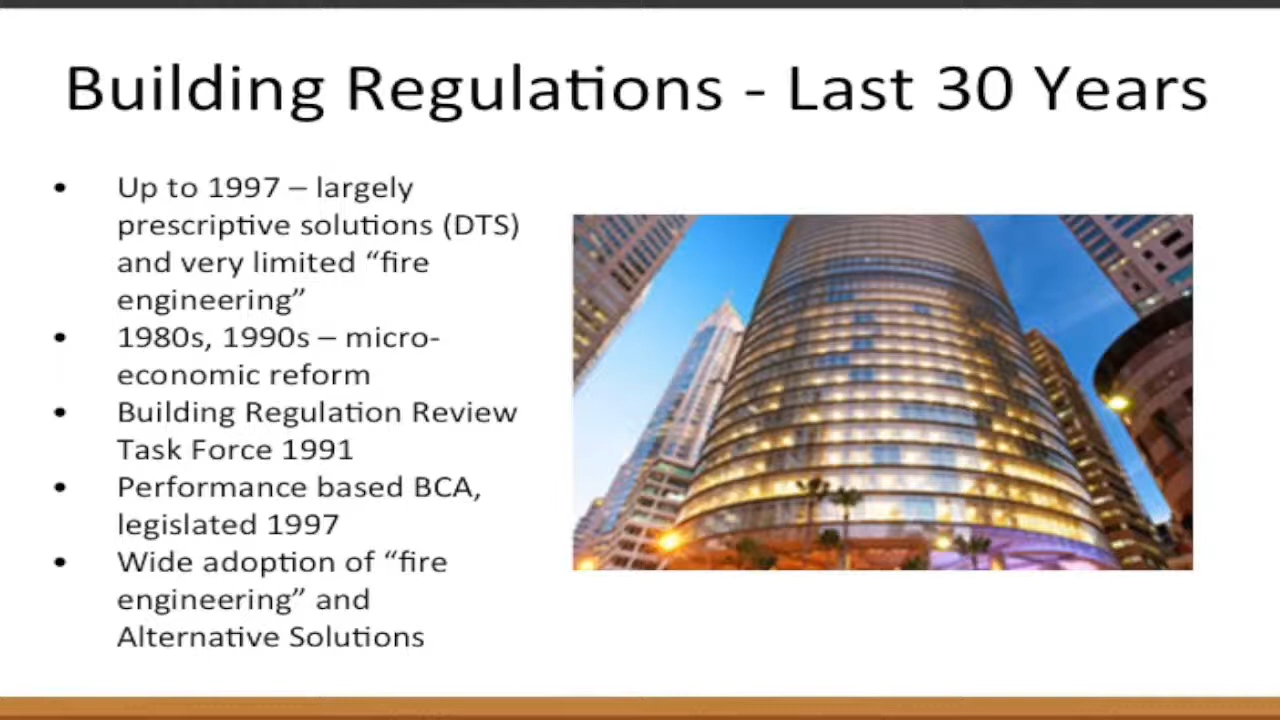 Building Regulations - Last 30 Years
• Up to 1997 – largely
prescriptive solutions (DTS)
and very limited “fire
engineering”
• 1980s, 1990s – micro-
economic reform
• Building Regulation Review
Task Force 1991
• Performance based BCA,
legislated 1997
• Wide adoption of “fire
engineering” and
Alternative Solutions